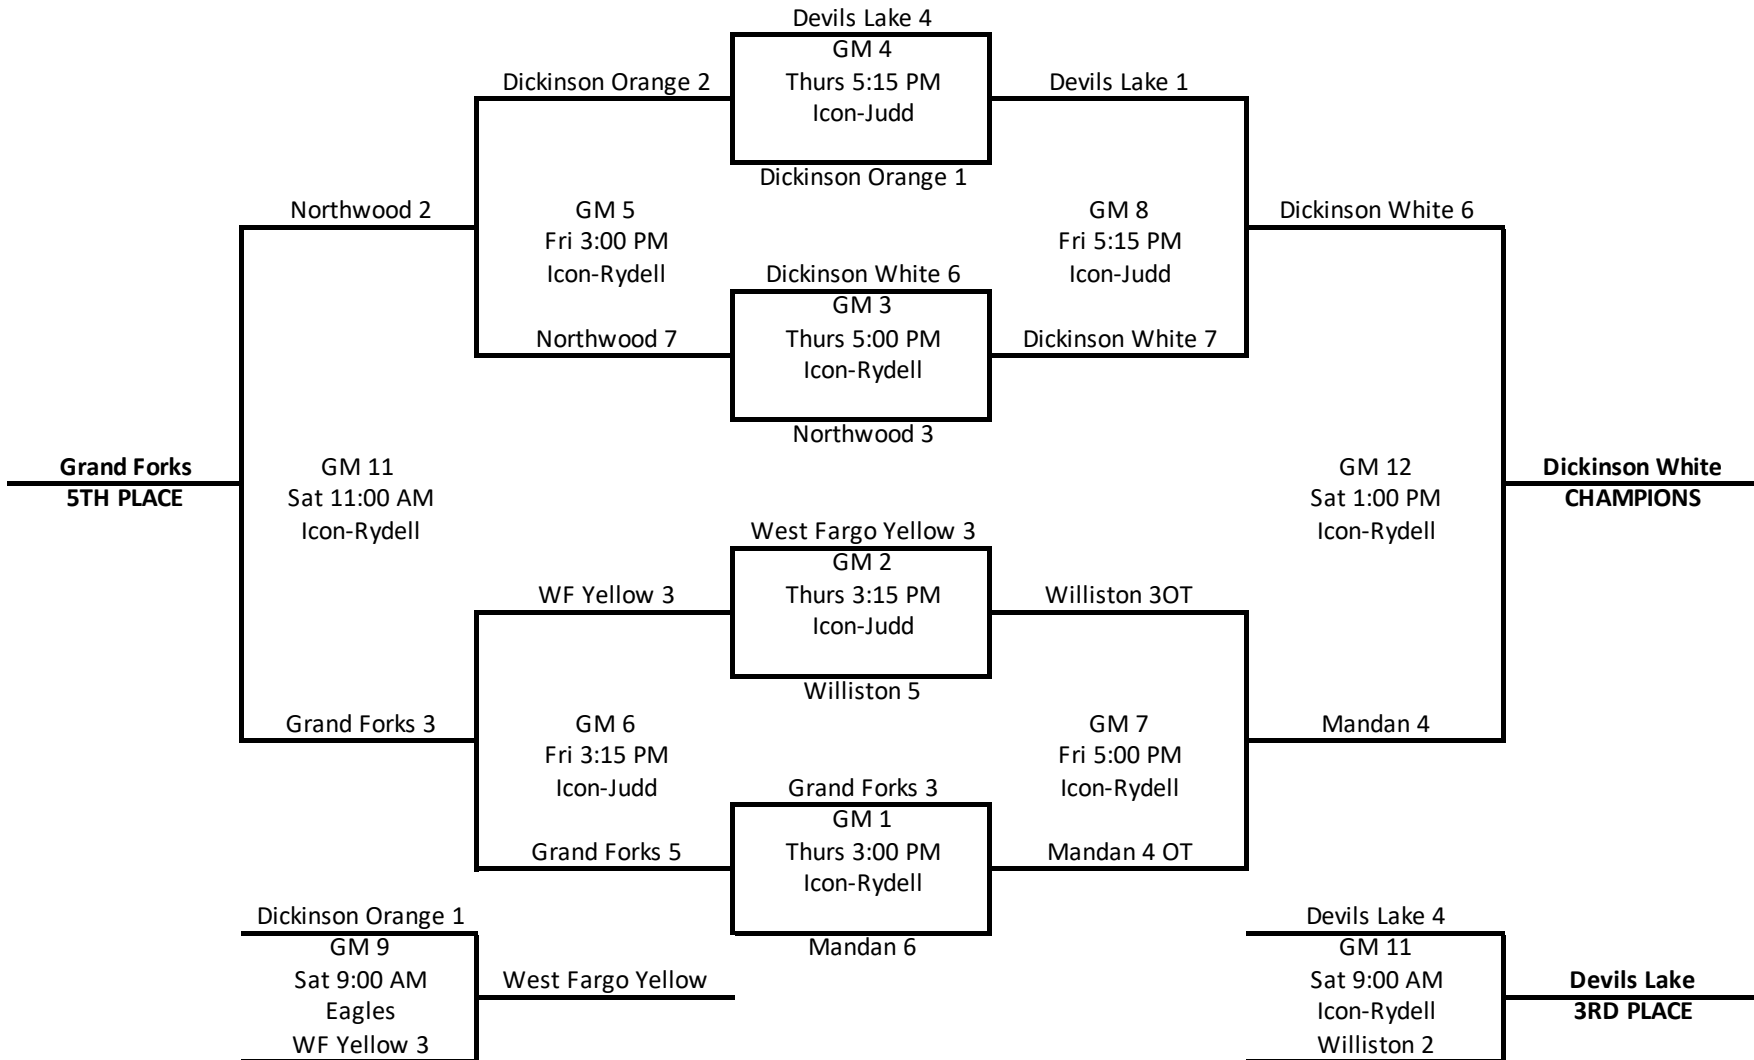 Devils Lake 4
GM 4
Thurs 5:15 PM
Icon-Judd
Dickinson Orange 1
Dickinson Orange 2
Devils Lake 1
Northwood 2
GM 5
Fri 3:00 PM
Icon-Rydell
GM 8
Fri 5:15 PM
Icon-Judd
Dickinson White 6
Dickinson White 6
GM 3
Thurs 5:00 PM
Icon-Rydell
Northwood 3
Northwood 7
Dickinson White 7
Grand Forks
5TH PLACE
GM 11
Sat 11:00 AM
Icon-Rydell
GM 12
Sat 1:00 PM
Icon-Rydell
Dickinson White
CHAMPIONS
West Fargo Yellow 3
GM 2
Thurs 3:15 PM
Icon-Judd
Williston 5
WF Yellow 3
Williston 3OT
Grand Forks 3
GM 6
Fri 3:15 PM
Icon-Judd
GM 7
Fri 5:00 PM
Icon-Rydell
Mandan 4
Grand Forks 3
GM 1
Thurs 3:00 PM
Icon-Rydell
Mandan 6
Grand Forks 5
Mandan 4 OT
Dickinson Orange 1
GM 9
Sat 9:00 AM
Eagles
WF Yellow 3
West Fargo Yellow
Devils Lake 4
GM 11
Sat 9:00 AM
Icon-Rydell
Williston 2
Devils Lake
3RD PLACE